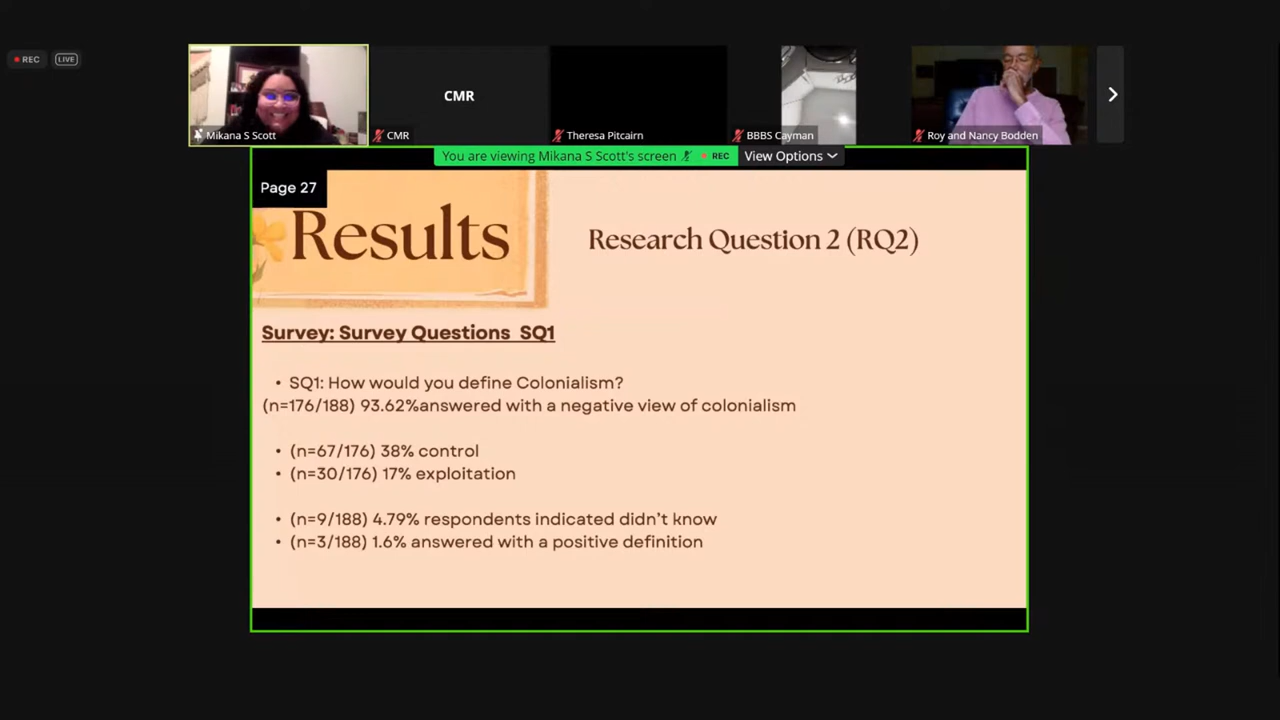 REC
LIVE
CMR
Mikana S Scott
CMR
Theresa Pitcairn
BBBS Cayman
Roy and Nancy Bodden
You are viewing Mikana S Scott's screen
REC
View Options
Page 27
Results
Research Question 2 (RQ2)
Survey: Survey Questions SQ1
• SQ1: How would you define Colonialism?
(n=176/188) 93.62%answered with a negative view of colonialism
• (n=67/176) 38% control
• (n=30/176) 17% exploitation
• (n=9/188) 4.79% respondents indicated didn't know
• (n=3/188) 1.6% answered with a positive definition